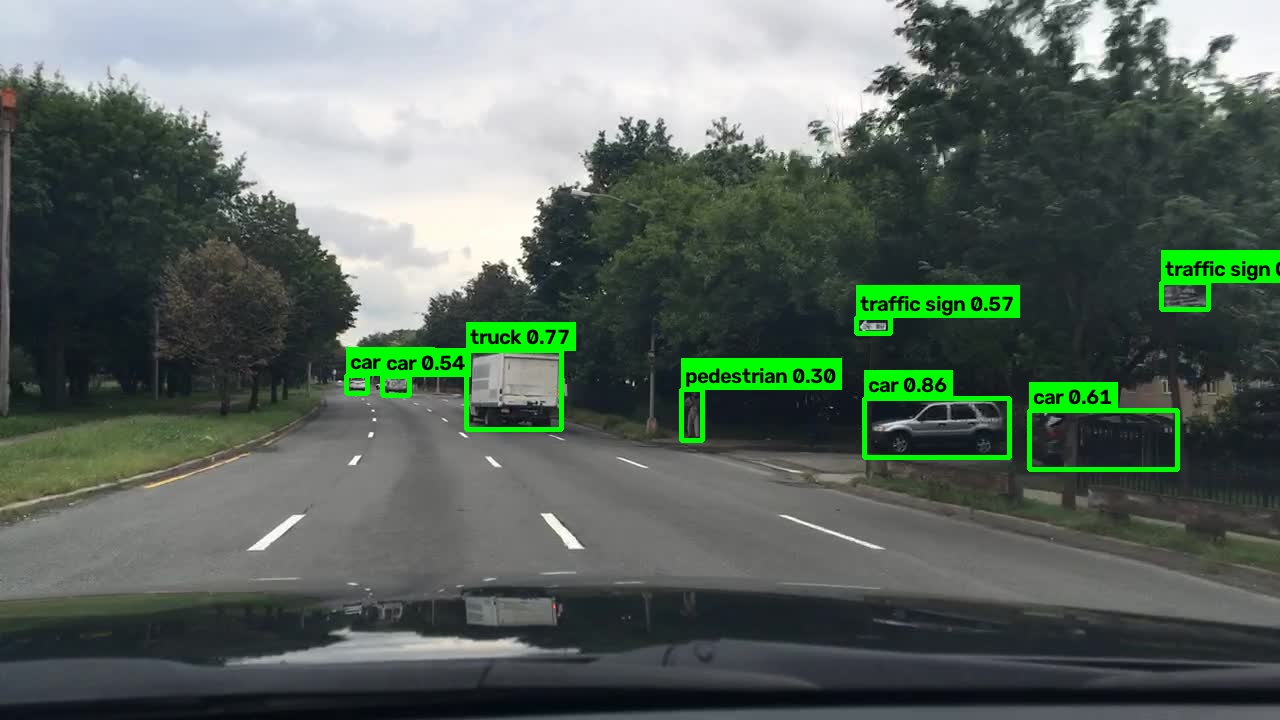 traffic sign
traffic sign 0.57
truck 0.77
car
car 0.54
pedestrian 0.30
car 0.86
car 0.61